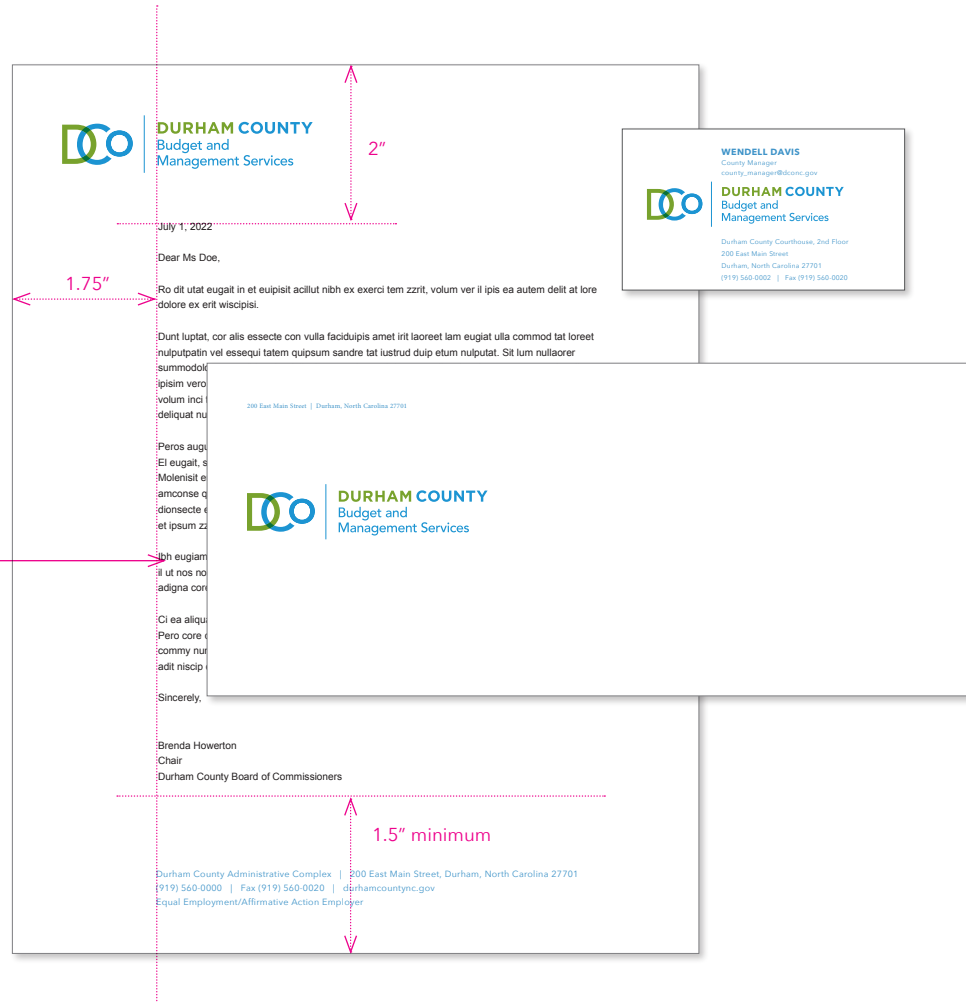 DCo
DURHAM COUNTY
Budget and
Management Services
2”
July 1, 2022
Dear Ms Doe,
1.75”
Ro dit utat eugait in et euipisit acillut nibh ex exerci tem zzrit, volum ver il ipis ea autem delit at lore
dolore ex erit wiscipisi.
Dunt luptat, cor alis essecte con vulla faciduipis amet irit laoreet lam eugiat ulla commod tat loreet
nulputpatin vel essequi tatem quipsum sandre tat iustrud duip etum nulputat. Sit lum nullaorer
ipisim vero
volum inci
deliquat nu
Peros augu
El eugait, s
Molenisit e
amconse q
dionsecte e
et ipsum zz
Ibh eugiam
il ut nos no
adigna core
Ci ea aliqua
Pero core
commy nur
adit niscip
Sincerely,
Brenda Howerton
Chair
Durham County Board of Commissioners
1.5” minimum
Durham County Administrative Complex | 200 East Main Street, Durham, North Carolina 27701
(919) 560-0000 | Fax (919) 560-0020 | durhamcountync.gov
Equal Employment/Affirmative Action Employer
WENDELL DAVIS
County Manager
county_manager@dconc.gov
DCo
DURHAM COUNTY
Budget and
Management Services
Durham County Courthouse, 2nd Floor
200 East Main Street
Durham, North Carolina 27701
(919) 560-0002 | Fax (919) 560-0020
200 East Main Street | Durham, North Carolina 27701
DCo
DURHAM COUNTY
Budget and
Management Services